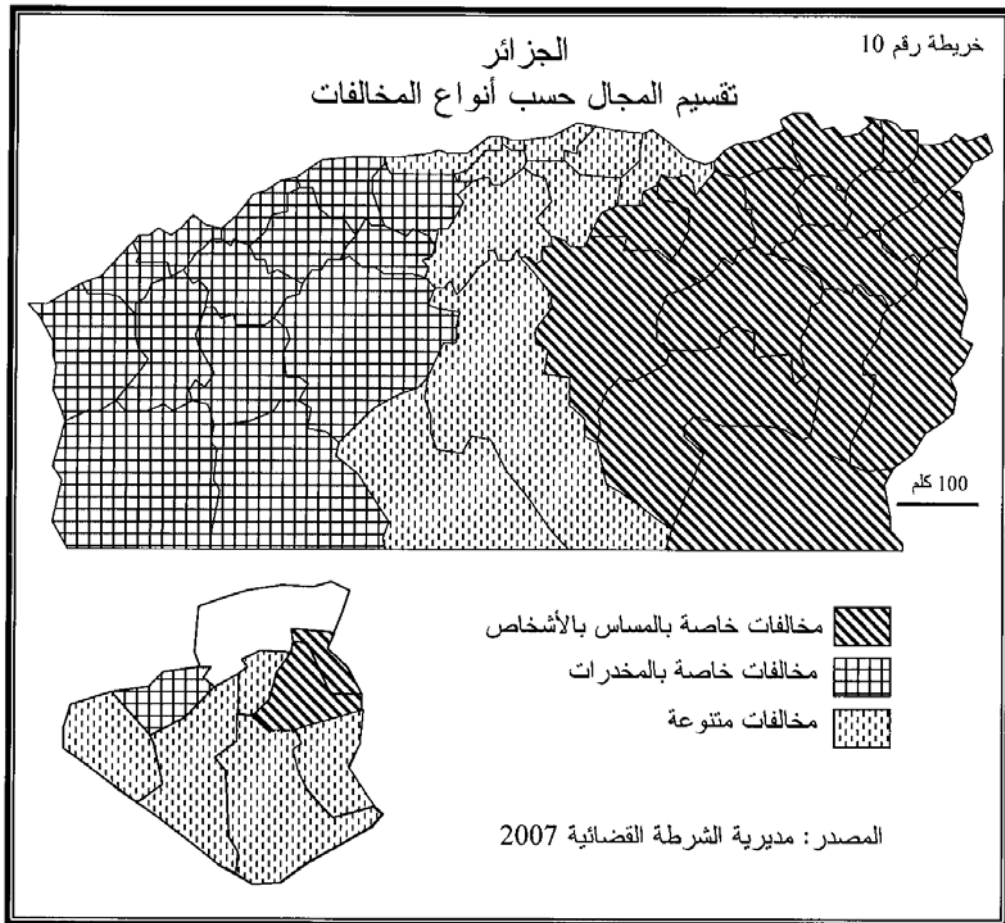 خريطة رقم 10
الجزائر
تقسيم المجال حسب أنواع المخالفات
100 كلم
مخالفات خاصة بالمساس بالأشخاص
مخالفات خاصة بالمخدرات
مخالفات متنوعة
المصدر: مديرية الشرطة القضائية 2007